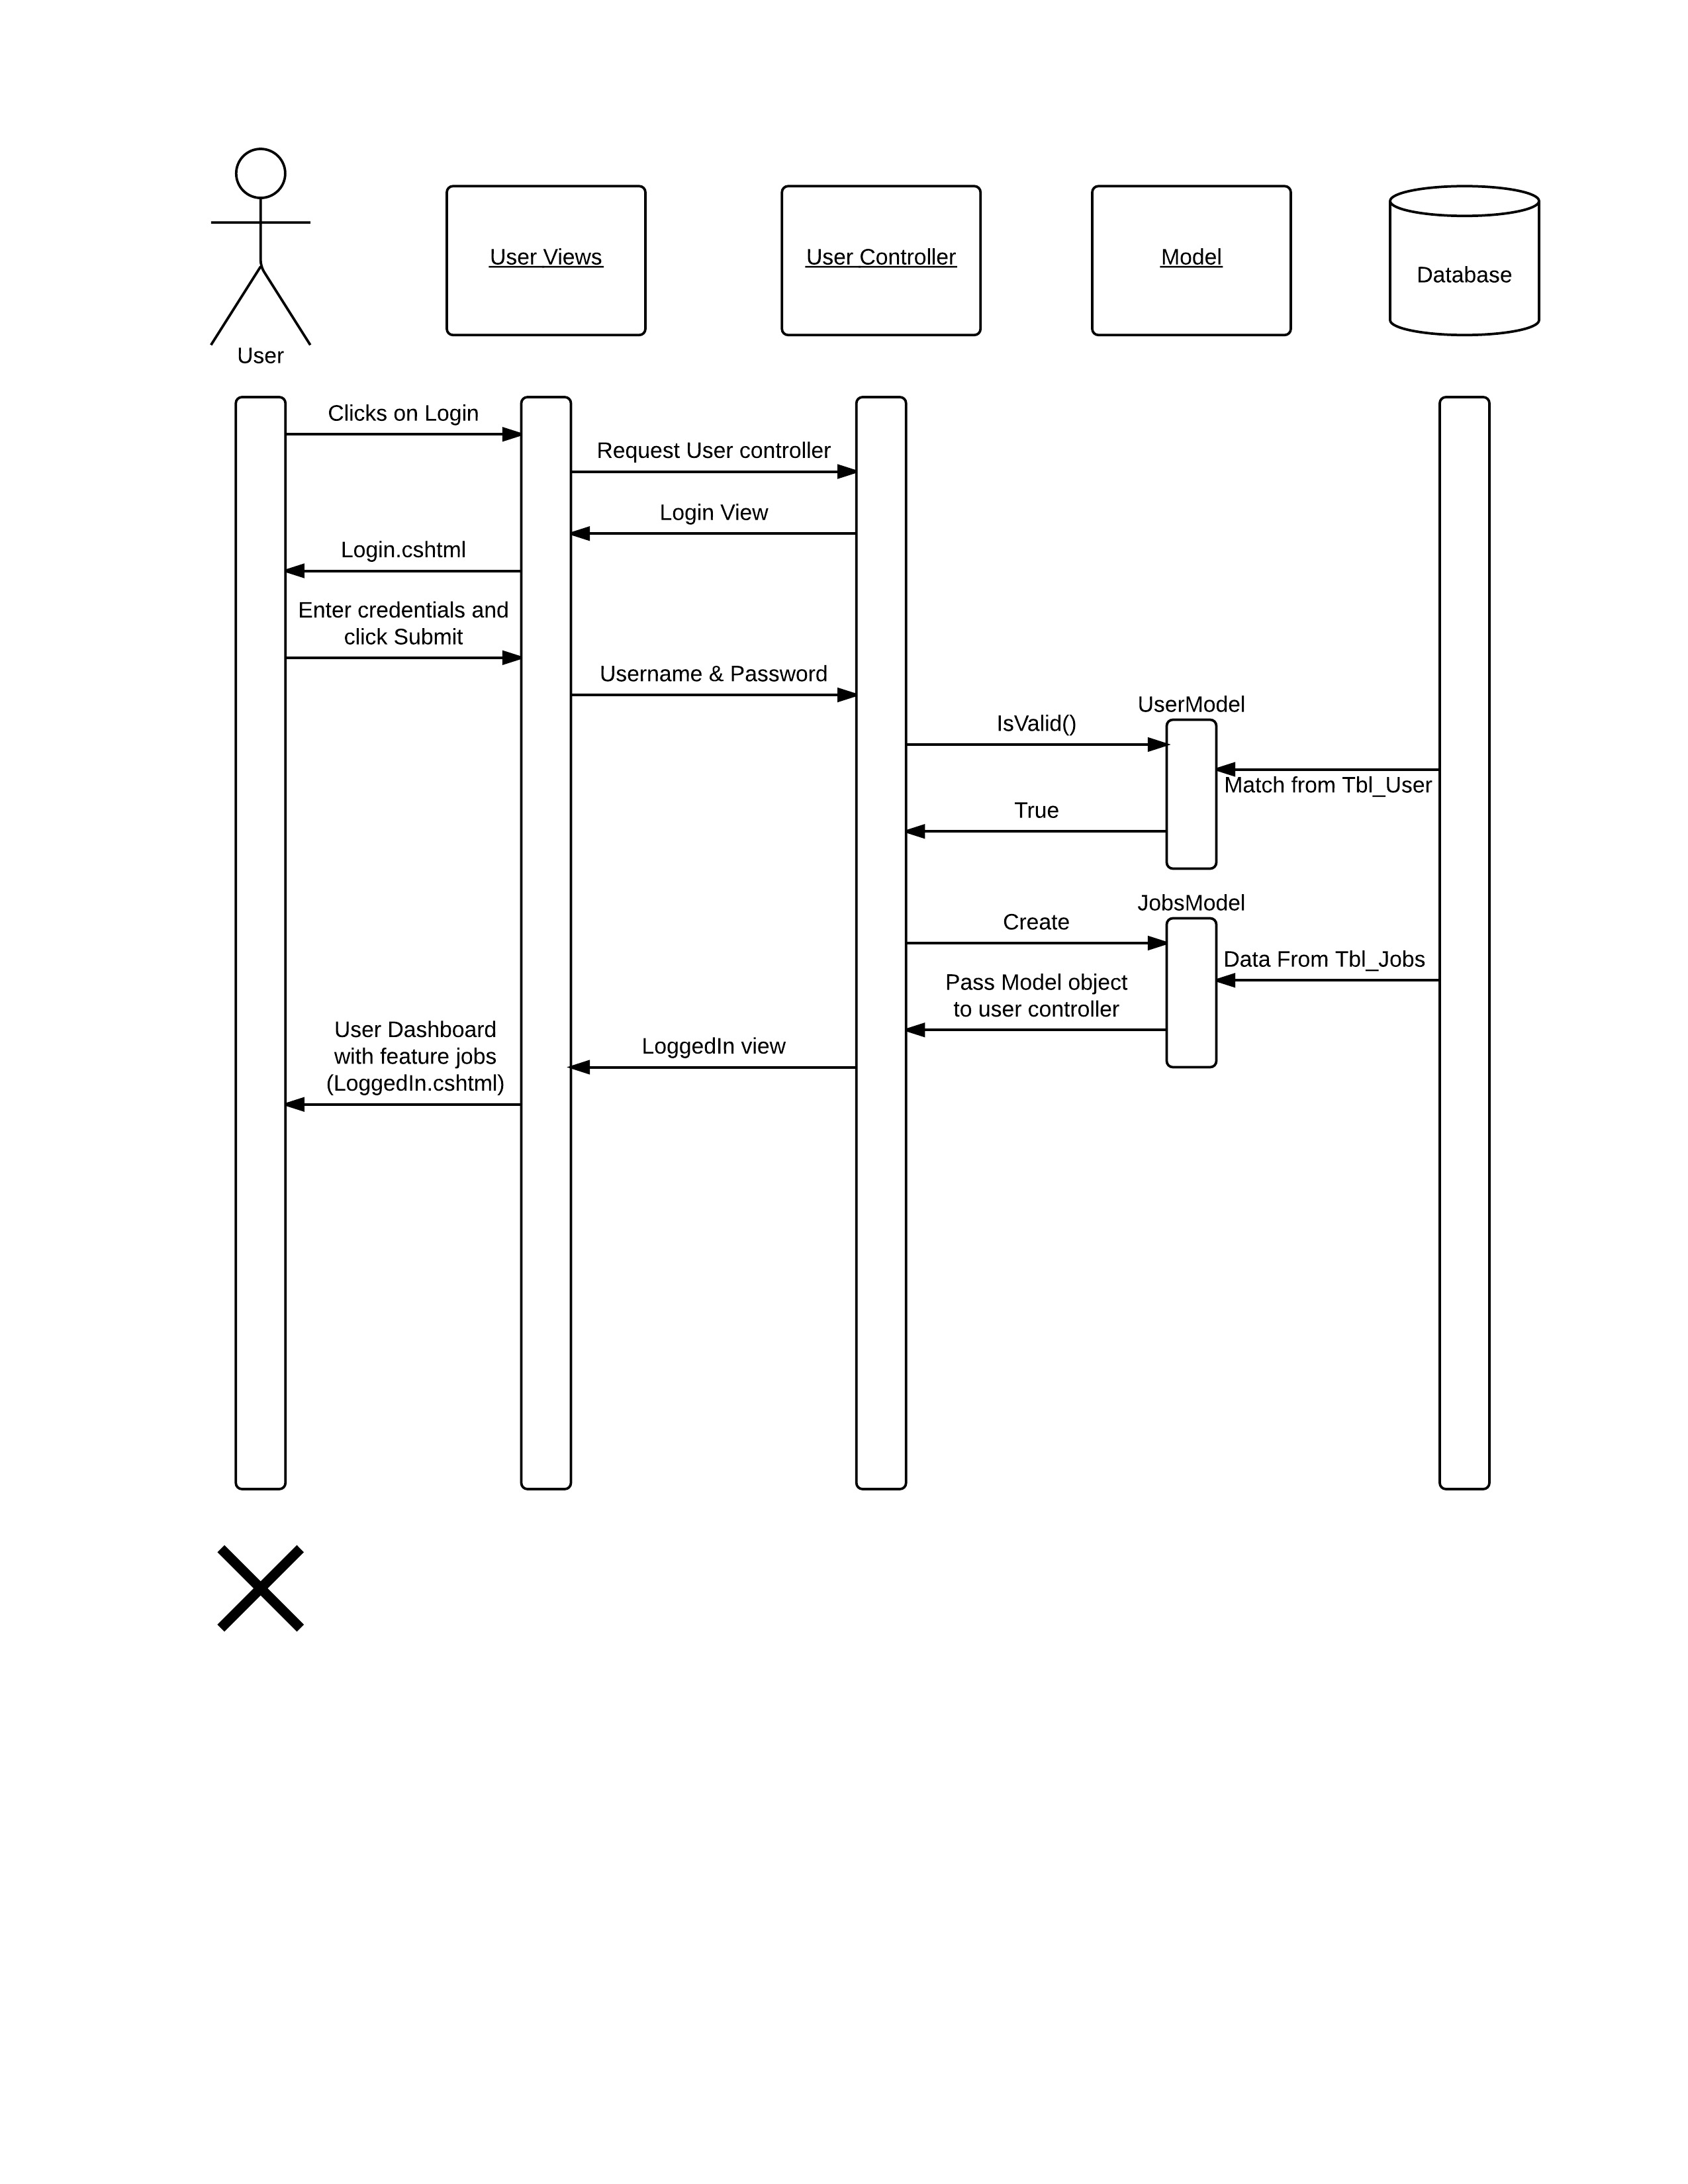 User Views
User Controller
Model
Database
User
Clicks on Login
Request User controller
Login View
Login.cshtml
Enter credentials and
click Submit
Username & Password
UserModel
IsValid()
Match from Tbl_User
True
JobsModel
Create
Data From Tbl_Jobs
Pass Model object
to user controller
User Dashboard
with feature jobs
(LoggedIn.cshtml)
LoggedIn view